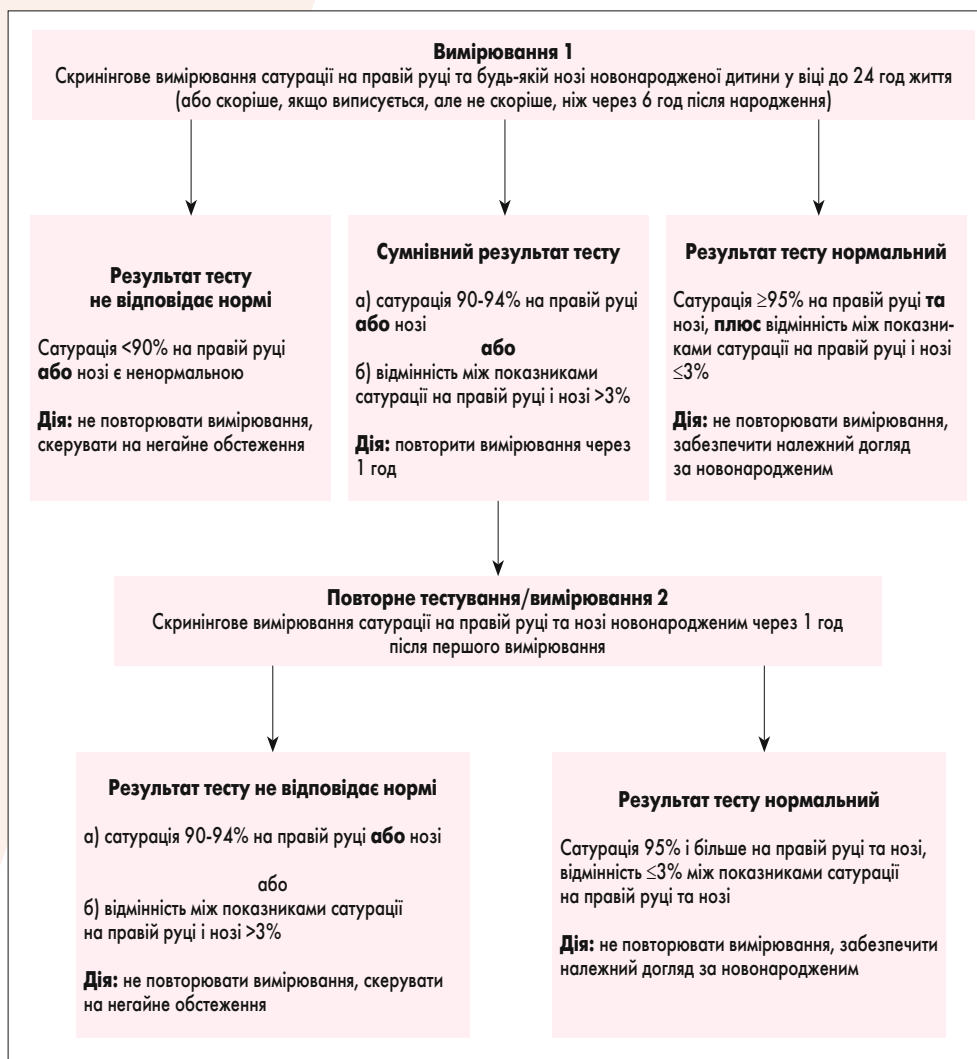 Вимірювання 1
Скринінгове вимірювання сатурації на правій руці та будь-якій нозі новонародженої дитини у віці до 24 год життя
(або скоріше, якщо виписується, але не скоріше, ніж через 6 год після народження)
Результат тесту
не відповідає нормі
Сатурація <90% на правій руці
або нозі є ненормальною
Дія: не повторювати вимірювання,
скерувати на негайне обстеження
Сумнівний результат тесту
а) сатурація 90-94% на правій руці
або нозі
або
б) відмінність між показниками
сатурації на правій руці і нозі >3%
Дія: повторити вимірювання через
1 год
Результат тесту нормальний
Сатурація ≥95% на правій руці та
нозі, плюс відмінність між показни-
ками сатурації на правій руці і нозі
≤3%
Дія: не повторювати вимірювання,
забезпечити належний догляд
за новонародженим
Повторне тестування/вимірювання 2
Скринінгове вимірювання сатурації на правій руці та нозі новонародженим через 1 год
після першого вимірювання
Результат тесту не відповідає нормі
а) сатурація 90-94% на правій руці або нозі
або
б) відмінність між показниками сатурації
на правій руці і нозі >3%
Дія: не повторювати вимірювання, скерувати
на негайне обстеження
Результат тесту нормальний
Сатурація 95% і більше на правій руці та нозі,
відмінність ≤3% між показниками сатурації
на правій руці та нозі
Дія: не повторювати вимірювання, забезпечити
належний догляд за новонародженим